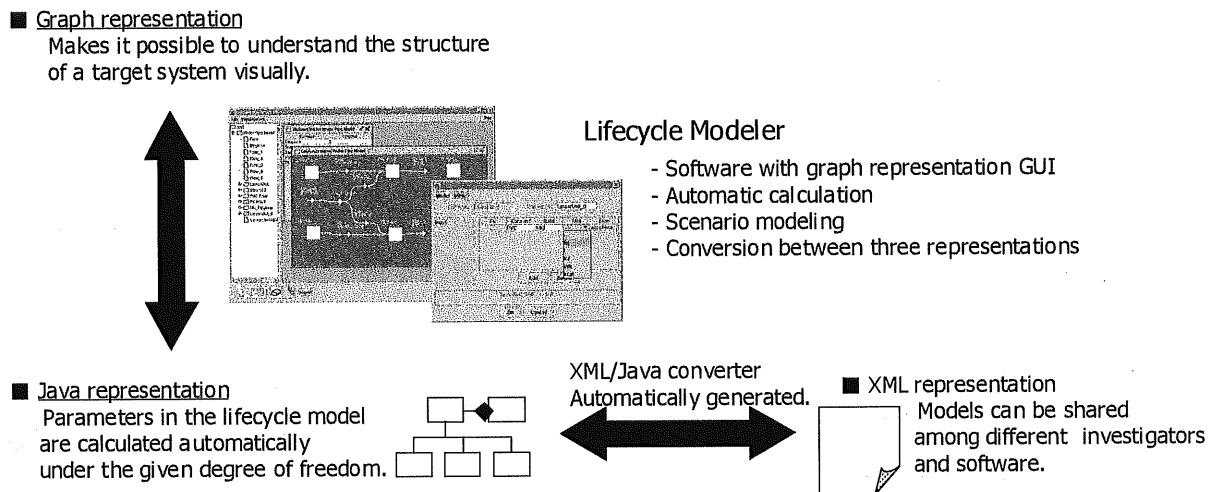 ■ Graph representation
Makes it possible to understand the structure
of a target system visually.
Lifecycle Modeler
- Software with graph representation GUI
- Automatic calculation
- Scenario modeling
- Conversion between three representations
■ Java representation
Parameters in the lifecycle model
are calculated automatically
under the given degree of freedom.
XML/Java converter
Automatically generated.
■ XML representation
Models can be shared
among different investigators
and software.